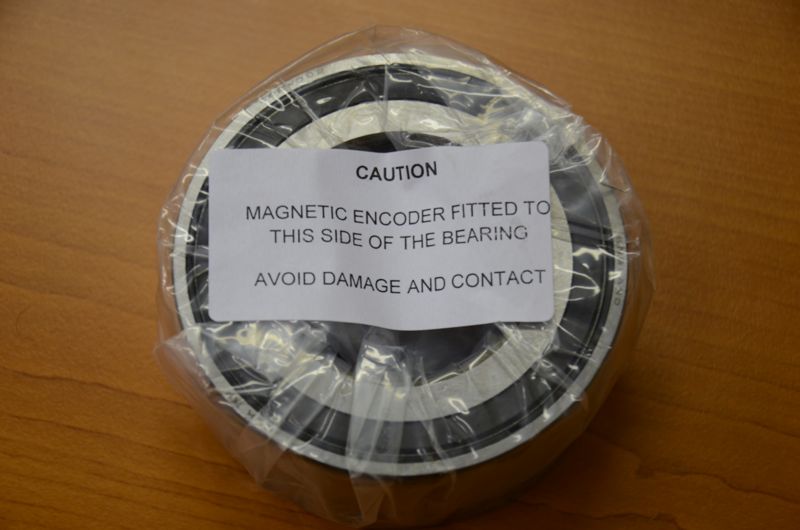 CAUTION
MAGNETIC ENCODER FITTED TO
THIS SIDE OF THE BEARING
AVOID DAMAGE AND CONTACT